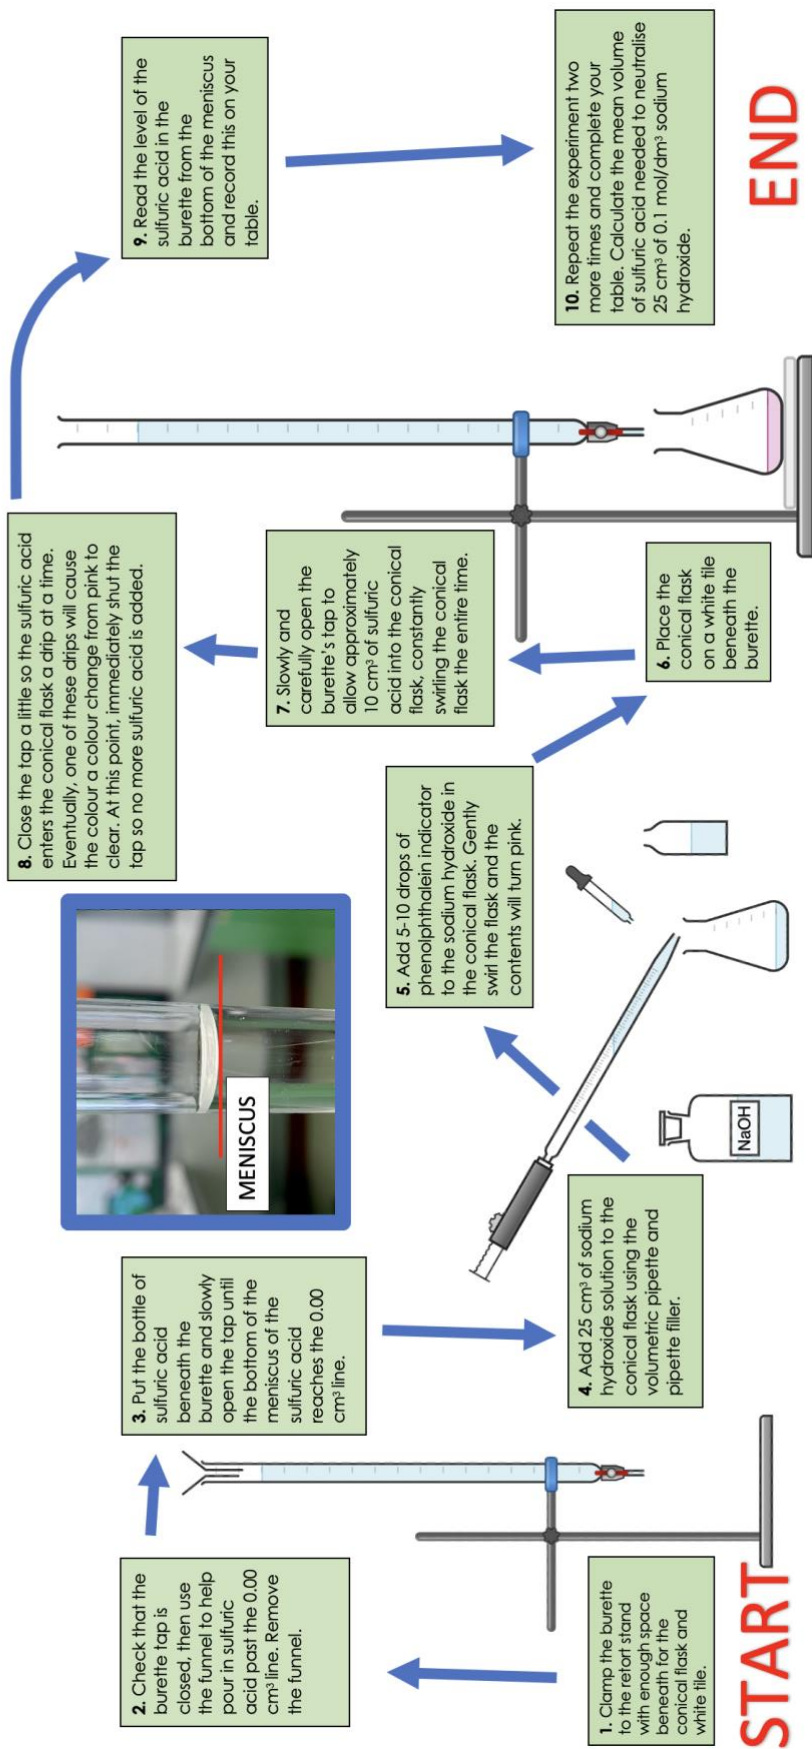 START
1. Clamp the burette
to the retort stand
with enough space
beneath for the
conical flask and
white tile.
2. Check that the
burette tap is
closed, then use
the funnel to help
pour in sulfuric
acid past the 0.00
cm³ line. Remove
the funnel.
3. Put the bottle of
sulfuric acid
beneath the
burette and slowly
open the tap until
the bottom of the
meniscus of the
sulfuric acid
reaches the 0.00
cm³ line.
4. Add 25 cm³ of sodium
hydroxide solution to the
conical flask using the
volumetric pipette and
pipette filler.
NaOH
MENISCUS
5. Add 5-10 drops of
phenolphthalein indicator
to the sodium hydroxide in
the conical flask. Gently
swirl the flask and the
contents will turn pink.
6. Place the
conical flask
on a white tile
beneath the
burette.
7. Slowly and
carefully open the
burette's tap to
allow approximately
10 cm³ of sulfuric
acid into the conical
flask, constantly
swirling the conical
flask the entire time.
8. Close the tap a little so the sulfuric acid
enters the conical flask a drip at a time.
Eventually, one of these drips will cause
the colour a colour change from pink to
clear. At this point, immediately shut the
tap so no more sulfuric acid is added.
9. Read the level of the
sulfuric acid in the
burette from the
bottom of the meniscus
and record this on your
table.
10. Repeat the experiment two
more times and complete your
table. Calculate the mean volume
of sulfuric acid needed to neutralise
25 cm³ of 0.1 mol/dm³ sodium
hydroxide.
END